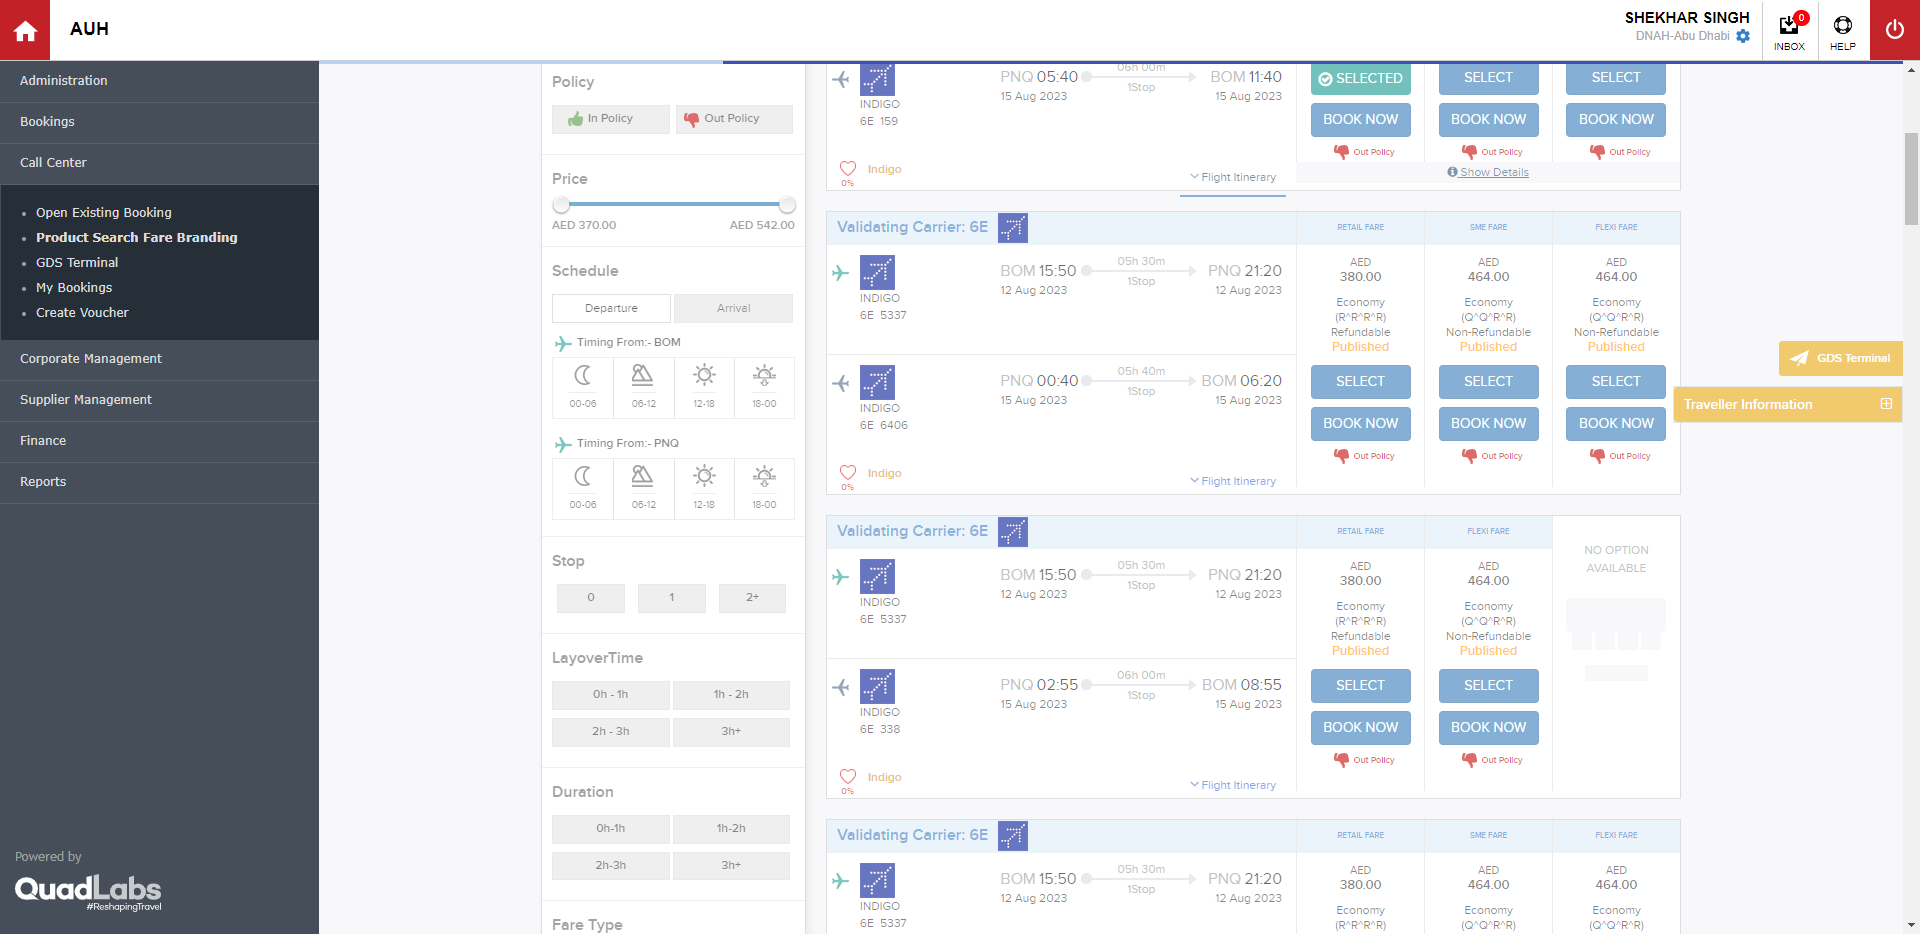 AUH
SHEKHAR SINGH
DNAH-Abu Dhabi
0
INBOX
HELP
Administration
Bookings
Call Center
Open Existing Booking
Product Search Fare Branding
GDS Terminal
My Bookings
Create Voucher
Corporate Management
Supplier Management
Finance
Reports
Powered by
QuadLabs
#ReshapingTravel
Policy
In Policy
Out Policy
Price
AED 370.00
AED 542.00
Schedule
Departure
Arrival
Timing From:- BOM
00-06
06-12
12-18
18-00
Timing From:- PNQ
00-06
06-12
12-18
18-00
Stop
0
1
2+
LayoverTime
0h - 1h
1h - 2h
2h - 3h
3h+
Duration
0h-1h
1h-2h
2h-3h
3h+
Fare Type
INDIGO
6E 159
PNQ 05:40
15 Aug 2023
06h 00m
1Stop
BOM 11:40
15 Aug 2023
Indigo
0%
Flight Itinerary
SELECTED
SELECT
SELECT
BOOK NOW
BOOK NOW
BOOK NOW
Out Policy
Out Policy
Out Policy
Show Details
Validating Carrier: 6E
RETAIL FARE
SME FARE
FLEXI FARE
INDIGO
6E 5337
BOM 15:50
12 Aug 2023
05h 30m
1Stop
PNQ 21:20
12 Aug 2023
INDIGO
6E 6406
PNQ 00:40
15 Aug 2023
05h 40m
1Stop
BOM 06:20
15 Aug 2023
Indigo
0%
Flight Itinerary
AED
380.00
Economy
(R^R^R^R)
Refundable
Published
SELECT
BOOK NOW
Out Policy
AED
464.00
Economy
(Q^Q^R^R)
Non-Refundable
Published
SELECT
BOOK NOW
Out Policy
AED
464.00
Economy
(Q^Q^R^R)
Non-Refundable
Published
SELECT
BOOK NOW
Out Policy
GDS Terminal
Traveller Information
Validating Carrier: 6E
RETAIL FARE
FLEXI FARE
INDIGO
6E 5337
BOM 15:50
12 Aug 2023
05h 30m
1Stop
PNQ 21:20
12 Aug 2023
INDIGO
6E 338
PNQ 02:55
15 Aug 2023
06h 00m
1Stop
BOM 08:55
15 Aug 2023
Indigo
0%
Flight Itinerary
AED
380.00
Economy
(R^R^R^R)
Refundable
Published
SELECT
BOOK NOW
Out Policy
AED
464.00
Economy
(Q^Q^R^R)
Non-Refundable
Published
SELECT
BOOK NOW
Out Policy
NO OPTION
AVAILABLE
Validating Carrier: 6E
RETAIL FARE
SME FARE
FLEXI FARE
INDIGO
6E 5337
BOM 15:50
12 Aug 2023
05h 30m
1Stop
PNQ 21:20
12 Aug 2023
AED
380.00
Economy
(R^R^R^R)
AED
464.00
Economy
(Q^Q^R^R)
AED
464.00
Economy
(Q^Q^R^R)